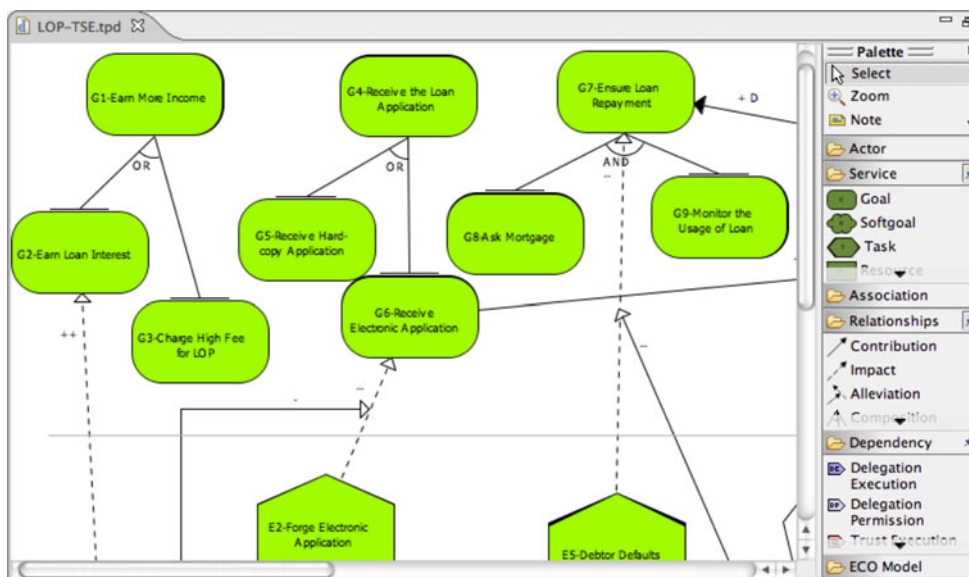 LOP-TSE.tpd
G1-Earn More Income
OR
G2-Earn Loan Interest
G3-Charge High Fee
for LOP
++
G4-Receive the Loan
Application
OR
G5-Receive Hard-
copy Application
G6-Receive
Electronic Application
G7-Ensure Loan
Repayment
+ D
AND
--
G8-Ask Mortgage
G9-Monitor the
Usage of Loan
--
--
-
E2-Forge Electronic
Application
E5-Debtor Defaults
Palette
Select
Zoom
Note
Actor
Service
Goal
Softgoal
Task
Resource
Association
Relationships
Contribution
Impact
Alleviation
Composition
Dependency
DE Delegation
Execution
DP Delegation
Permission
Trust Execution
ECO Model